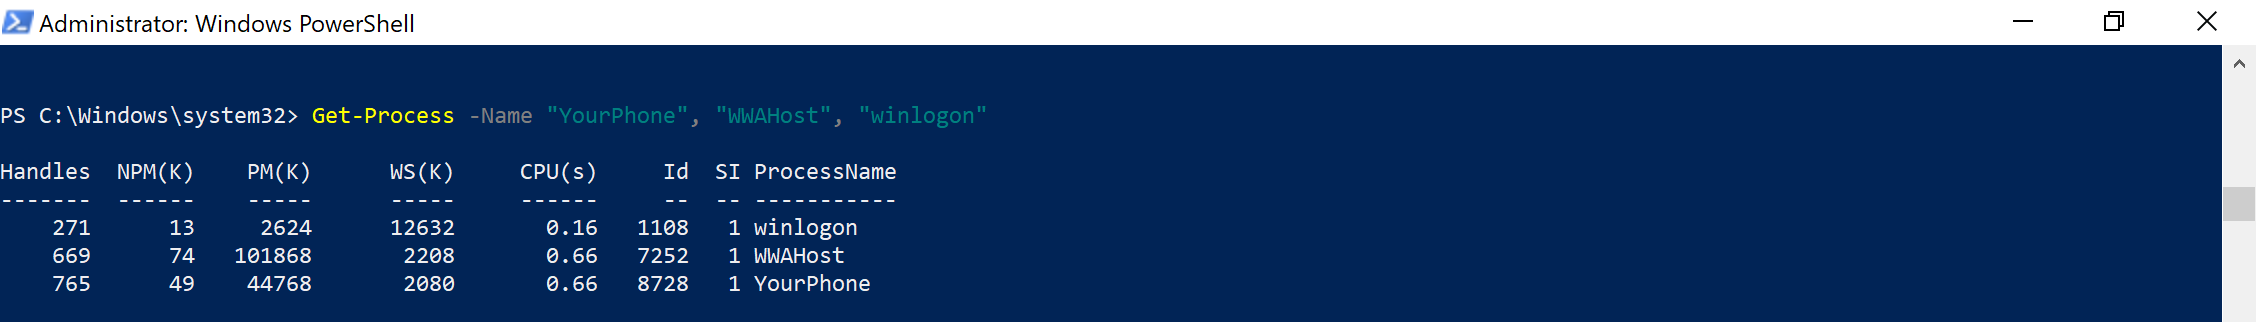 Administrator: Windows PowerShell
PS C:\Windows\system32> Get-Process -Name "YourPhone", "WWAHost", "winlogon"
Handles  NPM(K)    PM(K)      WS(K)     CPU(s)     Id  SI ProcessName
-------  ------    -----      -----     ------     --  -- -----------
    271      13     2624      12632       0.16   1108   1 winlogon
    669      74   101868       2208       0.66   7252   1 WWAHost
    765      49    44768       2080       0.66   8728   1 YourPhone